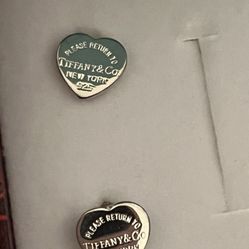 PLEASE RETURN TO
TIFFANY & CO.
NEW YORK
925
PLEASE RETURN TO
TIFFANY & CO.